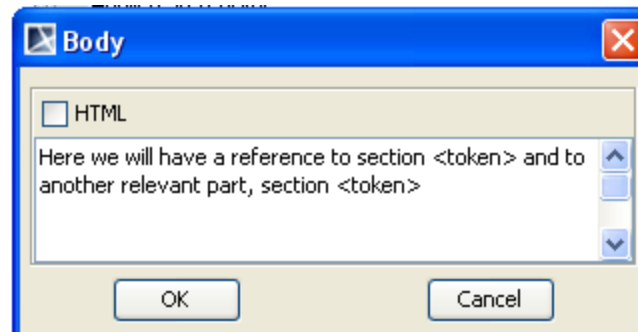 Body
HTML
Here we will have a reference to section <token> and to
another relevant part, section <token>
OK
Cancel